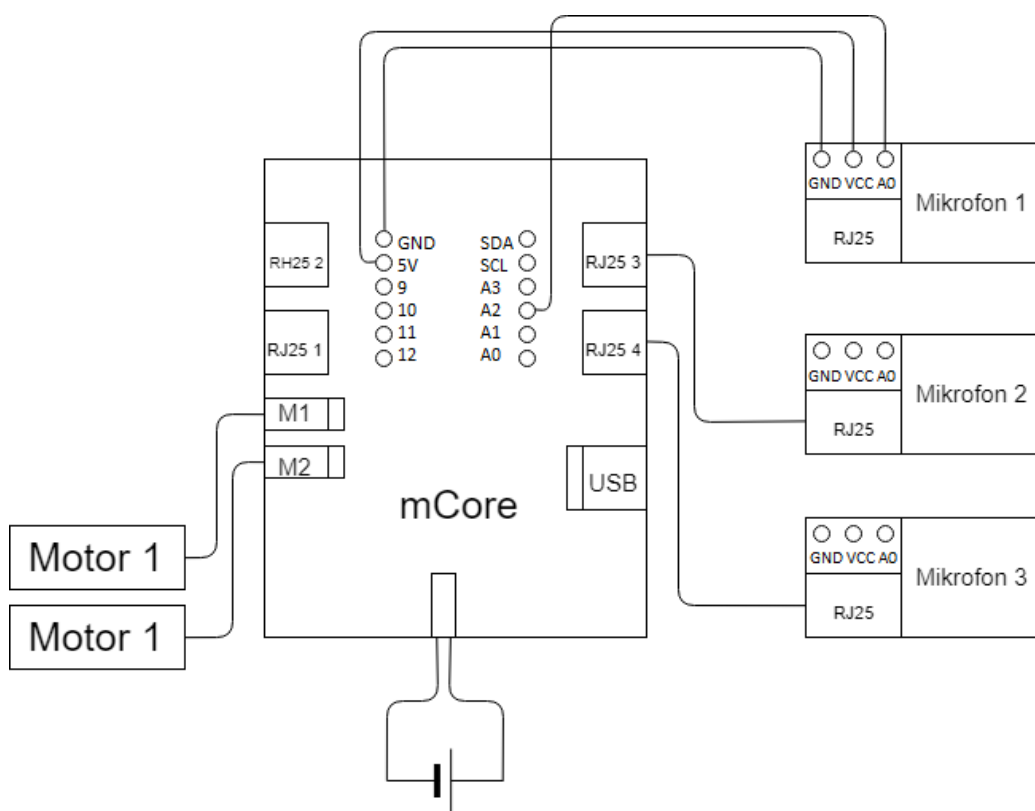 GND VCC A0
Mikrofon 1
RJ25
RH25 2
GND
5V
9
10
11
12
SDA
SCL
A3
A2
A1
A0
RJ25 3
RJ25 1
RJ25 4
GND VCC A0
Mikrofon 2
RJ25
M1
M2
USB
mCore
GND VCC A0
Mikrofon 3
RJ25
Motor 1
Motor 1